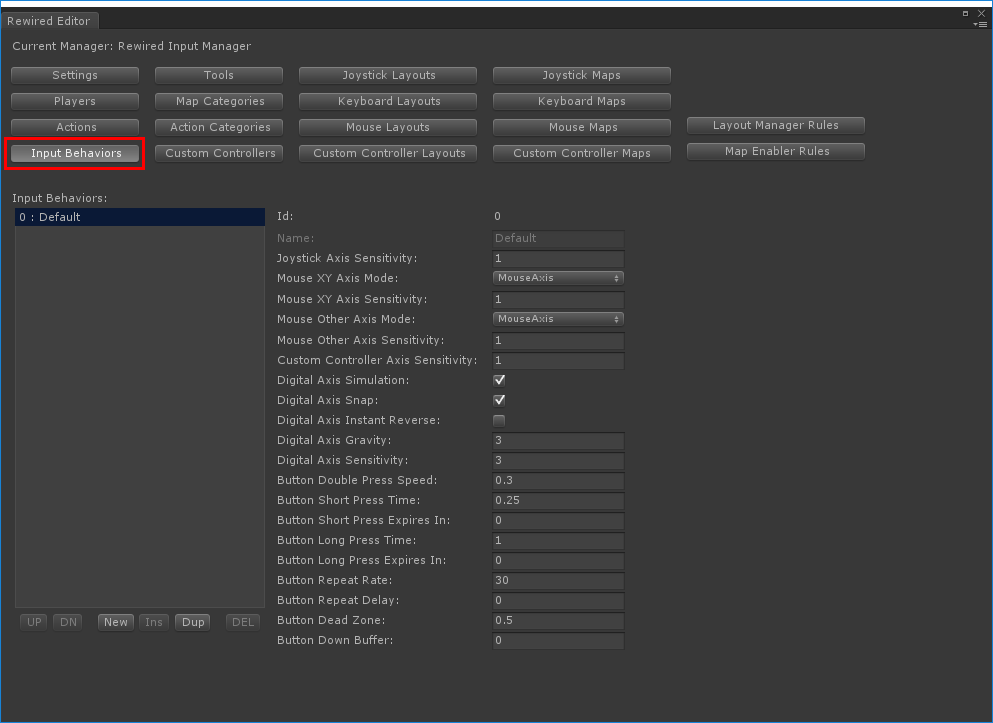 Rewired Editor
Current Manager: Rewired Input Manager
Settings Tools Joystick Layouts Joystick Maps
Players Map Categories Keyboard Layouts Keyboard Maps
Actions Action Categories Mouse Layouts Mouse Maps Layout Manager Rules
Input Behaviors Custom Controllers Custom Controller Layouts Custom Controller Maps Map Enabler Rules
Input Behaviors:
0 : Default
Id: 0
Name: Default
Joystick Axis Sensitivity: 1
Mouse XY Axis Mode: MouseAxis
Mouse XY Axis Sensitivity: 1
Mouse Other Axis Mode: MouseAxis
Mouse Other Axis Sensitivity: 1
Custom Controller Axis Sensitivity: 1
Digital Axis Simulation:
Digital Axis Snap:
Digital Axis Instant Reverse:
Digital Axis Gravity: 3
Digital Axis Sensitivity: 3
Button Double Press Speed: 0.3
Button Short Press Time: 0.25
Button Short Press Expires In: 0
Button Long Press Time: 1
Button Long Press Expires In: 0
Button Repeat Rate: 30
Button Repeat Delay: 0
Button Dead Zone: 0.5
Button Down Buffer: 0
UP DN New Ins Dup DEL